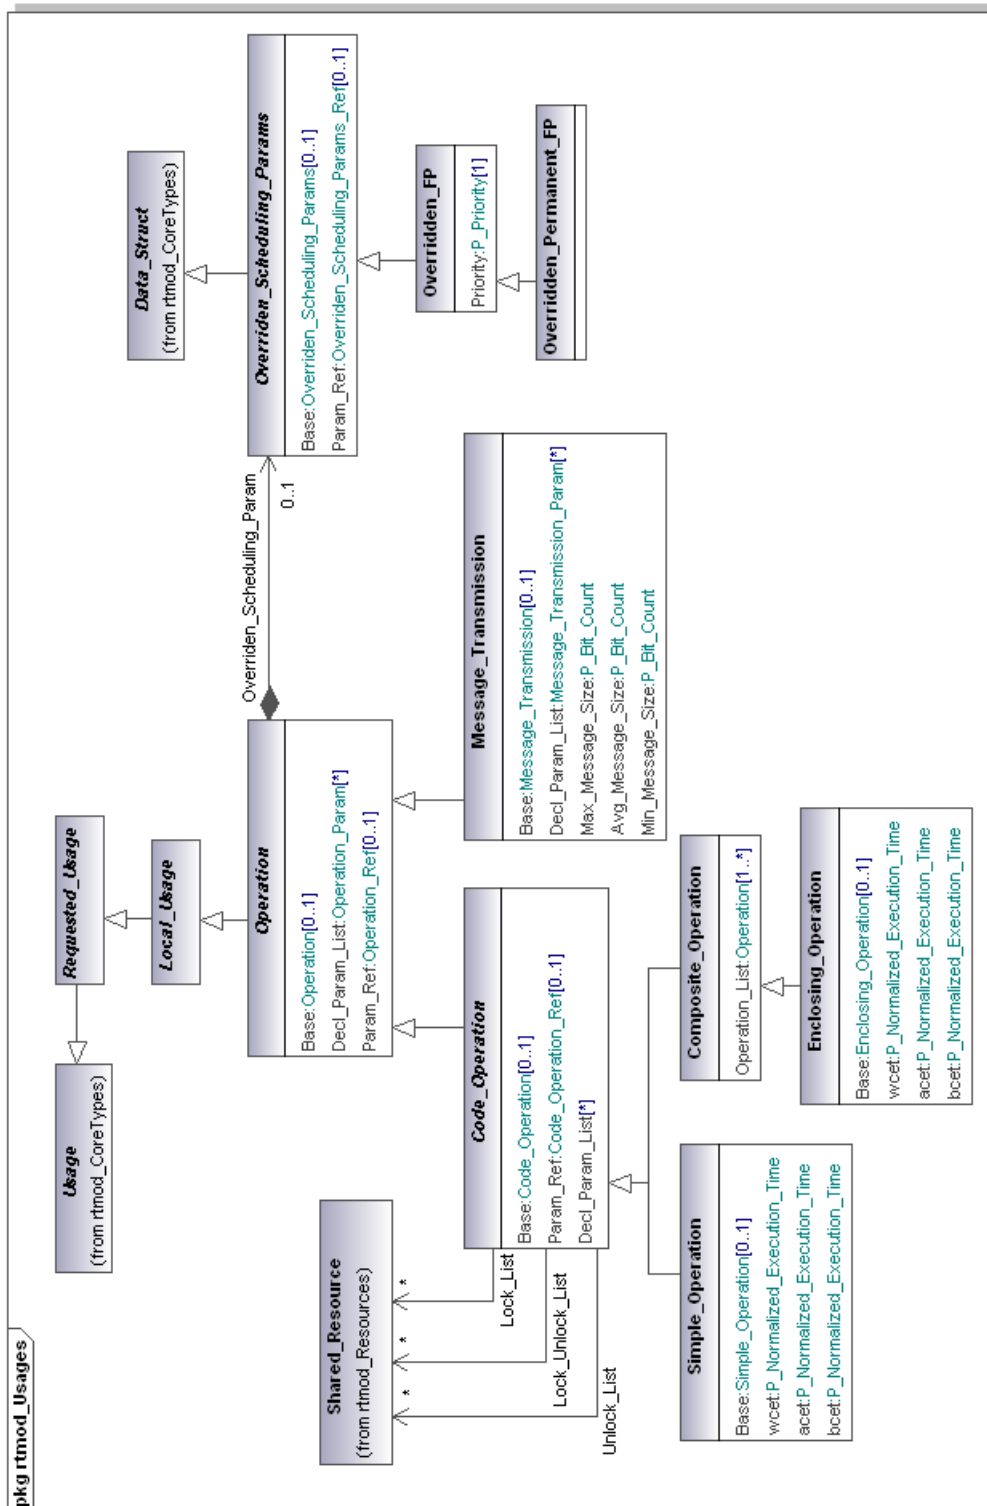 pkg rtmod_Usages
Usage
(from rtmod_CoreTypes)
Requested_Usage
Local_Usage
Data_Struct
(from rtmod_CoreTypes)
Shared_Resource
(from rtmod_Resources)
Operation
Base:Operation[0..1]
Decl_Param_List:Operation_Param[*]
Param_Ref:Operation_Ref[0..1]
Overriden_Scheduling_Param
0..1
Overriden_Scheduling_Params
Base:Overriden_Scheduling_Params[0..1]
Param_Ref:Overriden_Scheduling_Params_Ref[0..1]
*
*
*
Lock_List
Lock_Unlock_List
Unlock_List
Code_Operation
Base:Code_Operation[0..1]
Param_Ref:Code_Operation_Ref[0..1]
Decl_Param_List[*]
Message_Transmission
Base:Message_Transmission[0..1]
Decl_Param_List:Message_Transmission_Param[*]
Max_Message_Size:P_Bit_Count
Avg_Message_Size:P_Bit_Count
Min_Message_Size:P_Bit_Count
Overridden_FP
Priority:P_Priority[1]
Overridden_Permanent_FP
Simple_Operation
Base:Simple_Operation[0..1]
wcet:P_Normalized_Execution_Time
acet:P_Normalized_Execution_Time
bcet:P_Normalized_Execution_Time
Composite_Operation
Operation_List:Operation[1..*]
Enclosing_Operation
Base:Enclosing_Operation[0..1]
wcet:P_Normalized_Execution_Time
acet:P_Normalized_Execution_Time
bcet:P_Normalized_Execution_Time